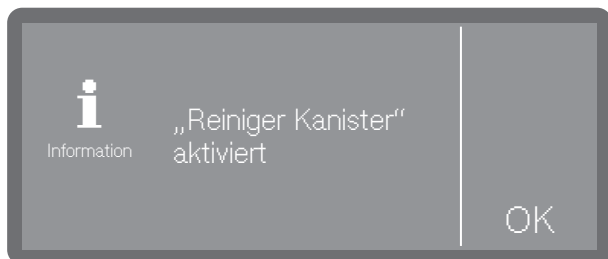 i
Information
„Reiniger Kanister“
aktiviert
OK